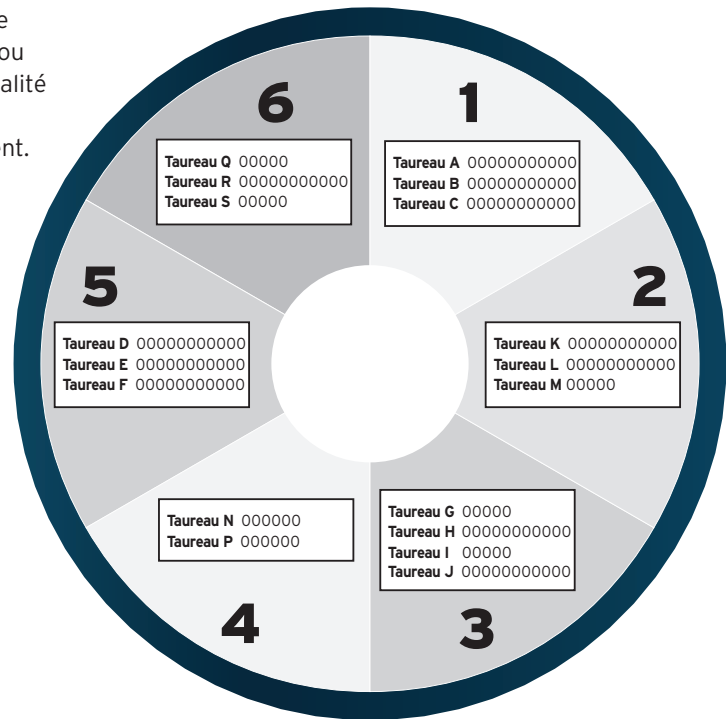 e
ou
alité
ent.
6
Taureau Q 00000
Taureau R 00000000000
Taureau S 00000
1
Taureau A 00000000000
Taureau B 00000000000
Taureau C 00000000000
5
Taureau D 00000000000
Taureau E 00000000000
Taureau F 00000000000
2
Taureau K 00000000000
Taureau L 00000000000
Taureau M 00000
Taureau N 000000
Taureau P 000000
4
Taureau G 00000
Taureau H 00000000000
Taureau I 00000
Taureau J 00000000000
3